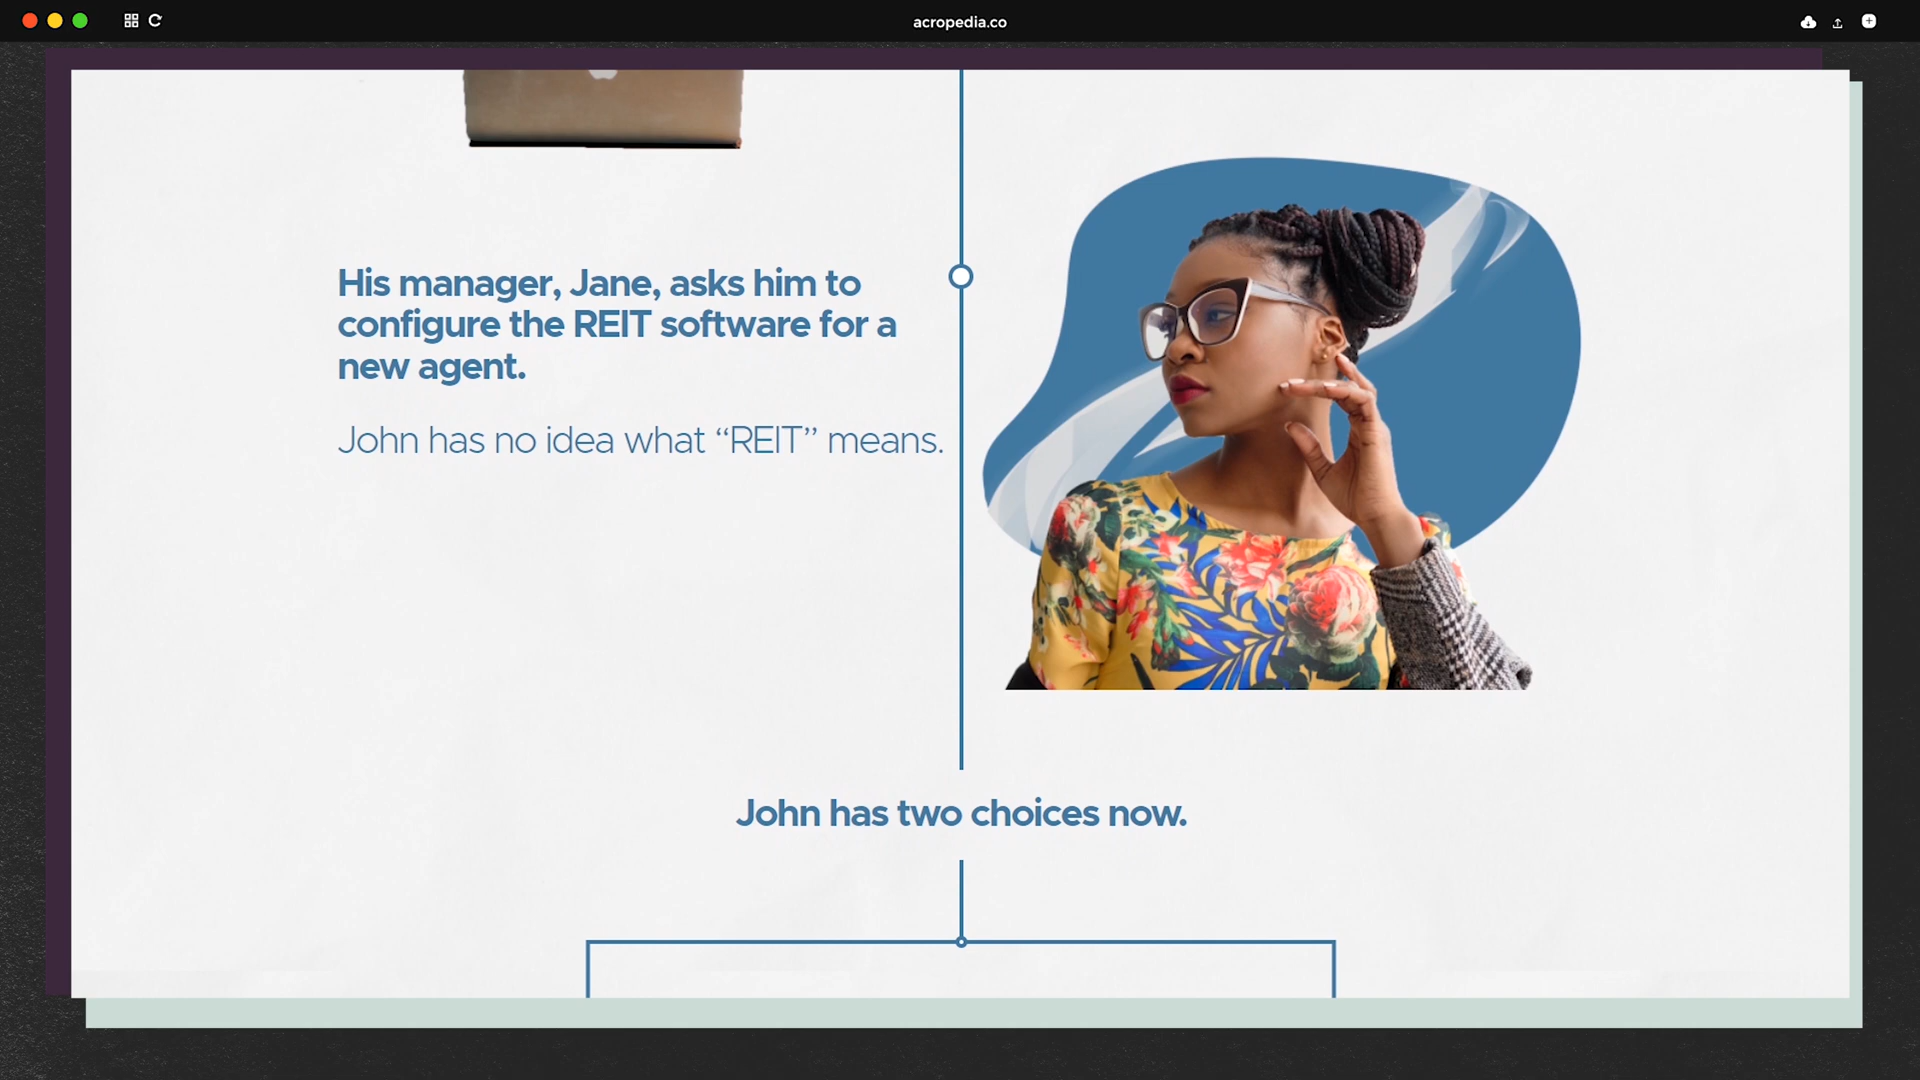 acropedia.co
His manager, Jane, asks him to
configure the REIT software for a
new agent.
John has no idea what “REIT” means.
John has two choices now.